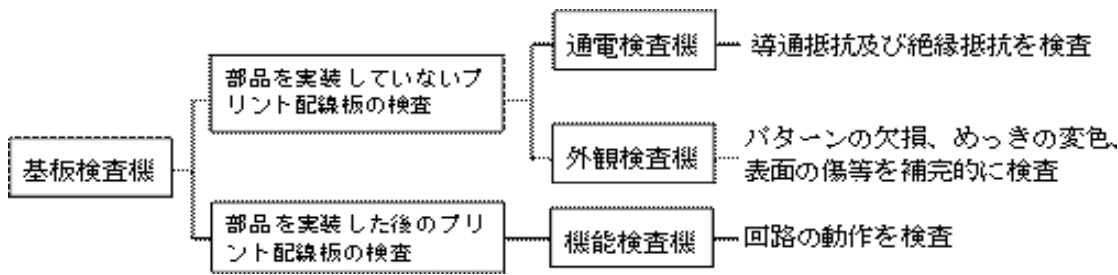 基板検査機
部品を実装していないプ
リント配線板の検査
通電検査機
導通抵抗及び絶縁抵抗を検査
外観検査機
パターンの欠損、めっきの変色、
表面の傷等を補完的に検査
部品を実装した後のプリ
ント配線板の検査
機能検査機
回路の動作を検査